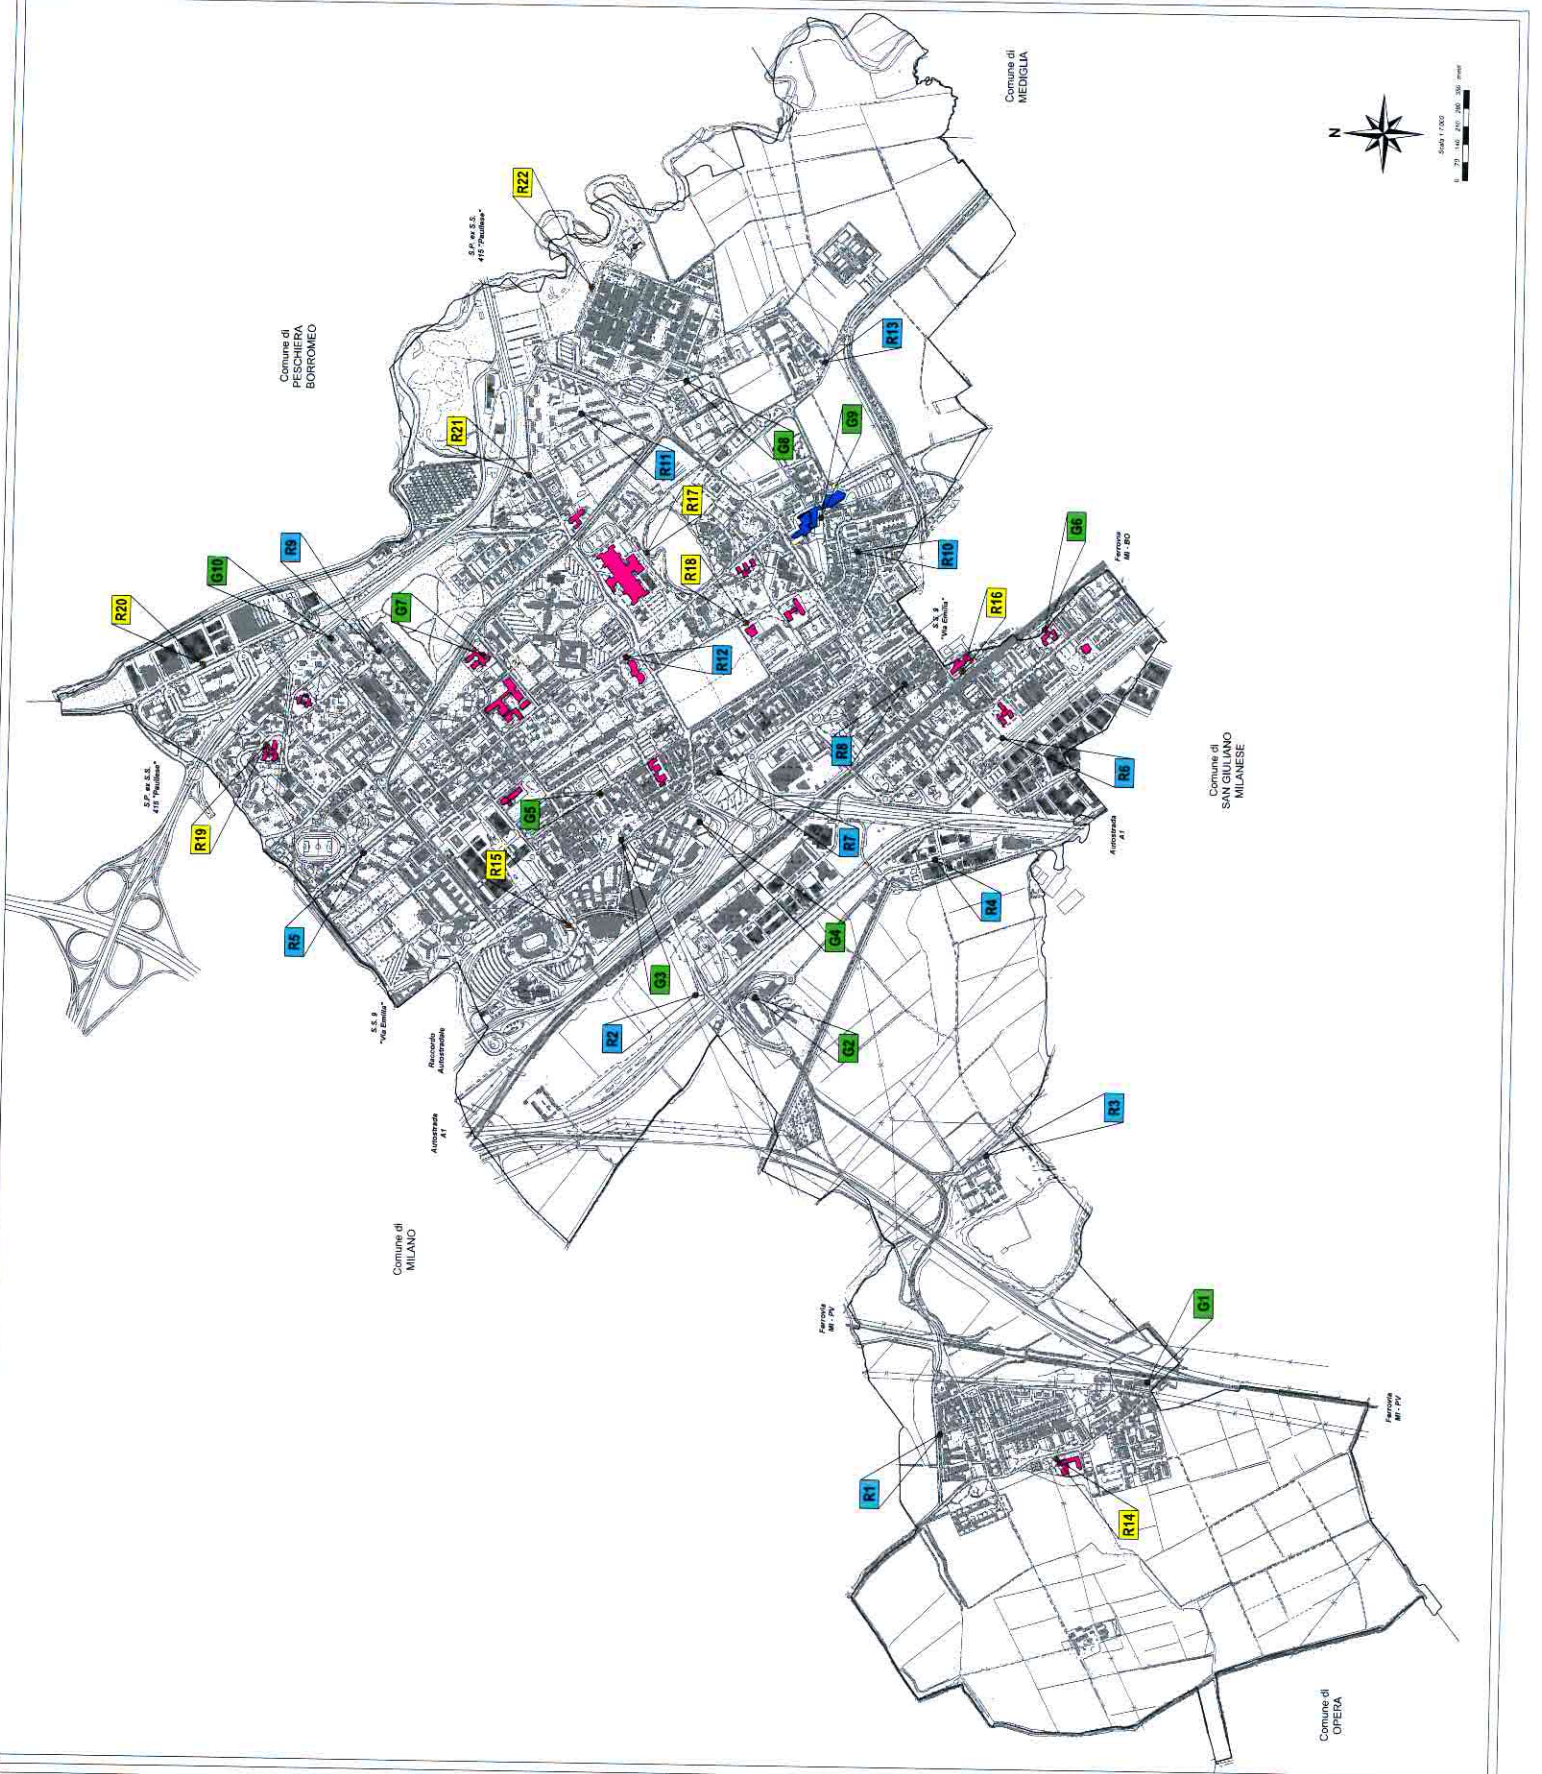 Comune di
MEDIGLIA
N
Scala 1:7.000
R22
S.P. ex S.S.
415 "Paullese"
Comune di
PESCHIERA
BORROMEO
R13
R21
G9
G8
R11
R17
R9
G10
R18
R10
G6
Ferrovia
MI - BO
R20
G7
S.S. 9
"Via Emilia"
R16
R12
S.P. ex S.S.
415 "Paullese"
R8
R6
Comune di
SAN GIULIANO
MILANESE
G5
R19
R7
Autostrada
A1
R15
R4
R5
G4
G3
S.S. 9
"Via Emilia"
R2
G2
Raccordo
Autostradale
Autostrada
A1
R3
Comune di
MILANO
Ferrovia
MI - PV
G1
Ferrovia
MI - PV
R1
R14
Comune di
OPERA